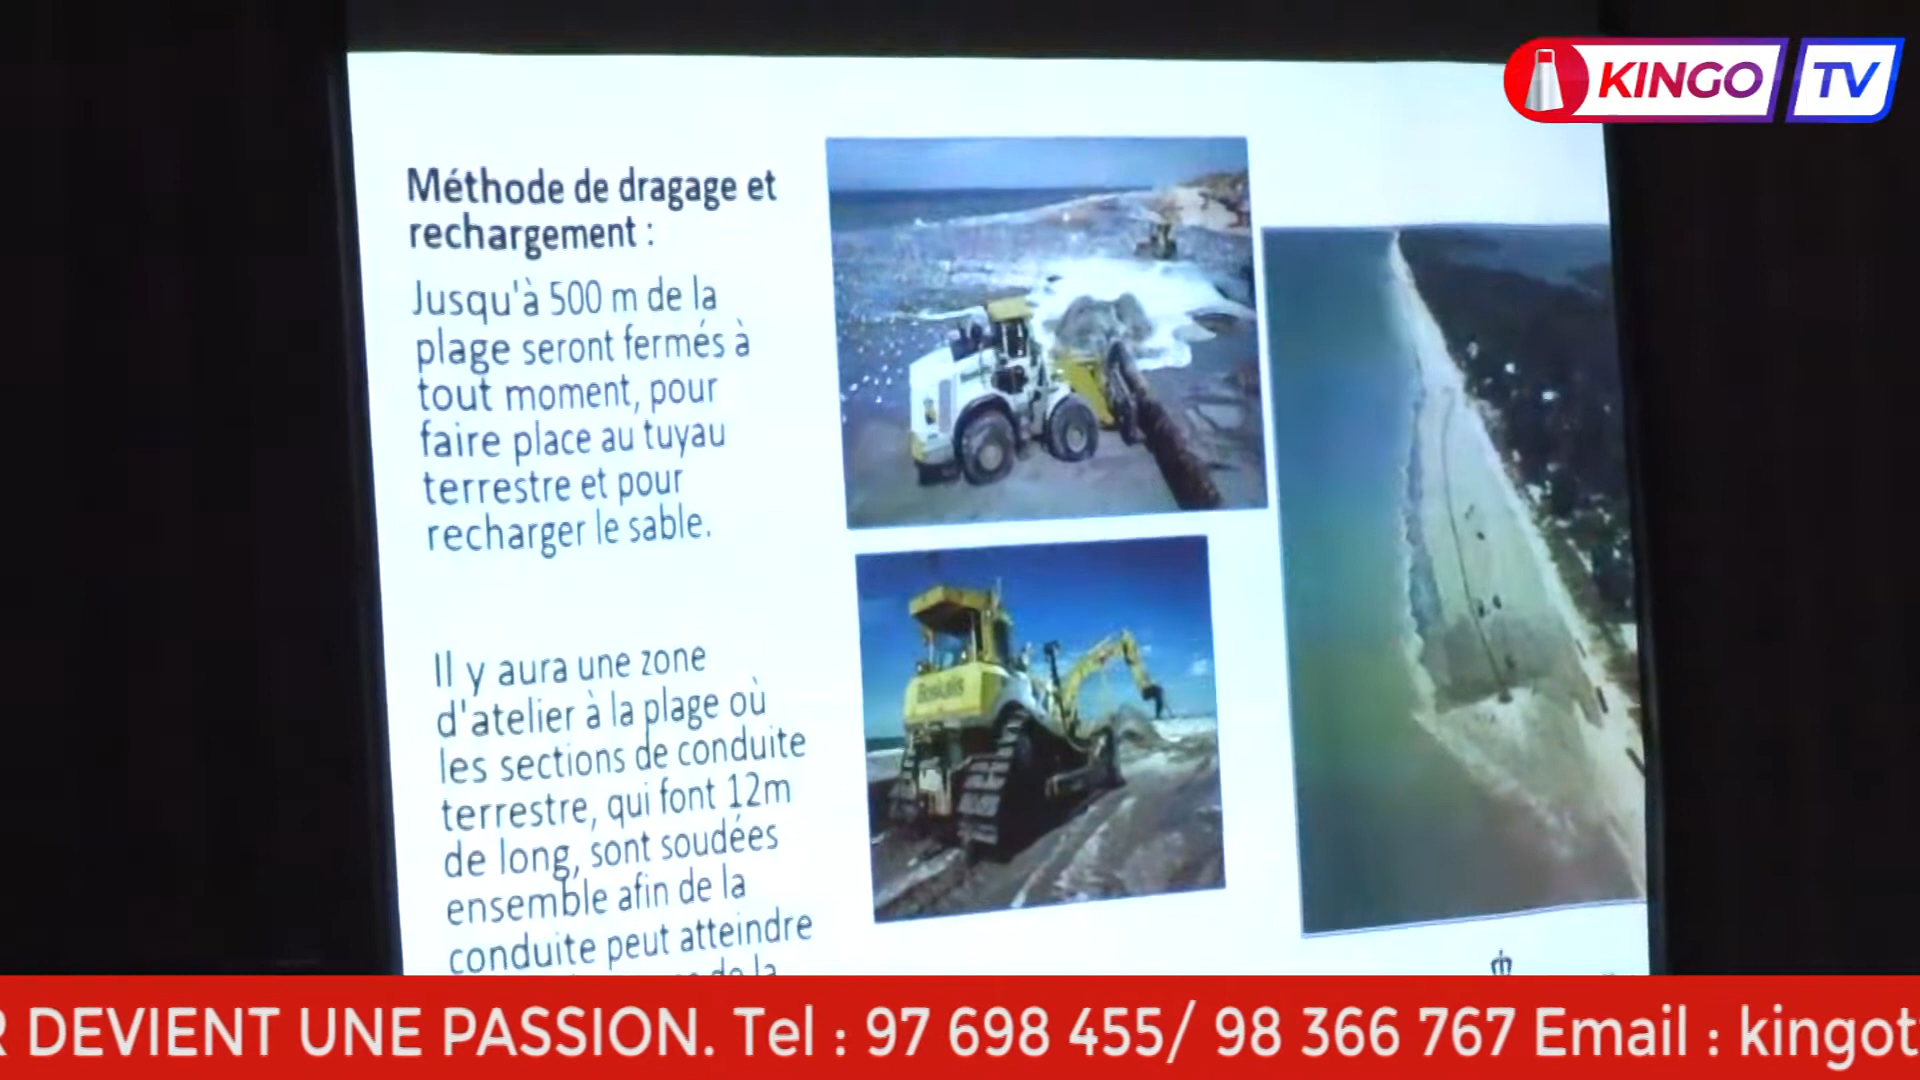 KINGO TV
Méthode de dragage et
rechargement :
Jusqu'à 500 m de la
plage seront fermés à
tout moment, pour
faire place au tuyau
terrestre et pour
recharger le sable.
Il y aura une zone
d'atelier à la plage où
les sections de conduite
terrestre, qui font 12m
de long, sont soudées
ensemble afin de la
conduite peut atteindre
de la
R DEVIENT UNE PASSION. Tel : 97 698 455/ 98 366 767 Email : kingot